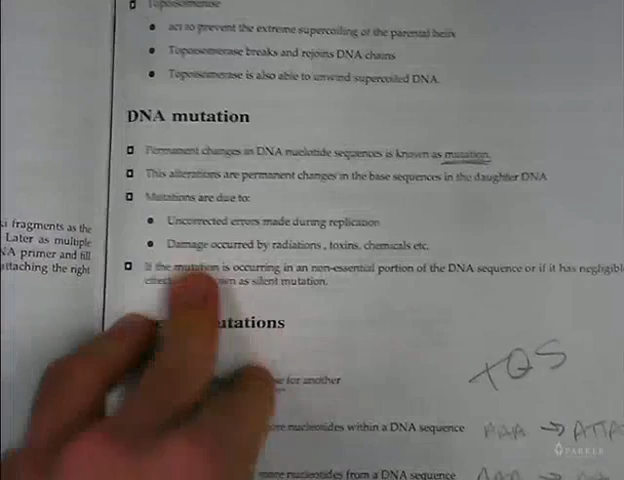 Topoisomerase
act to prevent the extreme supercoiling of the parental helix
Topoisomerase breaks and rejoins DNA chains
Topoisomerase is also able to unwind supercoiled DNA
DNA mutation
Permanent changes in DNA nucleotide sequences is known as mutation.
This alterations are permanent changes in the base sequences in the daughter DNA
Mutations are due to:
Uncorrected errors made during replication
Damage occurred by radiations, toxins, chemicals etc.
If the mutation is occurring in an non-essential portion of the DNA sequence or if it has negligible
as silent mutation.
fragments as the
Later as multiple
primer and fill
attaching the right
mutations
for another
nucleotides within a DNA sequence
nucleotides from a DNA sequence
PARKER